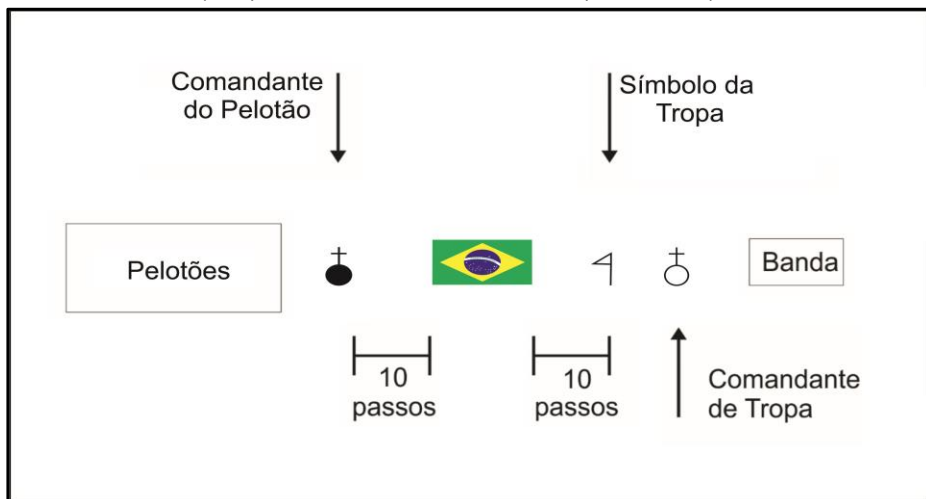 Comandante
do Pelotão
Símbolo da
Tropa
Pelotões
Banda
10
passos
10
passos
Comandante
de Tropa